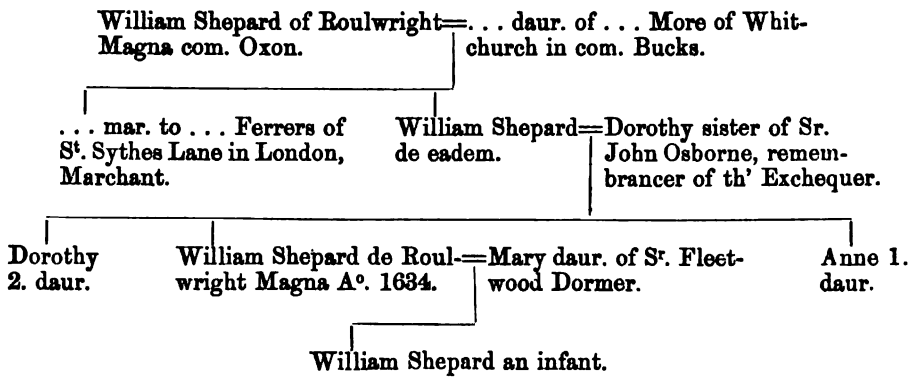 William Shepard of Roulwright=. . . daur. of . . . More of Whit-
Magna com. Oxon. church in com. Bucks.
. . . mar. to . . . Ferrers of
Sᵗ. Sythes Lane in London,
Marchant.
William Shepard=Dorothy sister of Sr.
de eadem. John Osborne, remem-
brancer of th' Exchequer.
Dorothy
2. daur.
William Shepard de Roul-=Mary daur. of Sʳ. Fleet-
wright Magna Aᵒ. 1634. wood Dormer.
Anne 1.
daur.
William Shepard an infant.